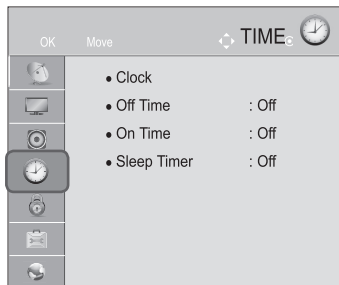 TIME
OK Move
• Clock
• Off Time : Off
• On Time : Off
• Sleep Timer : Off